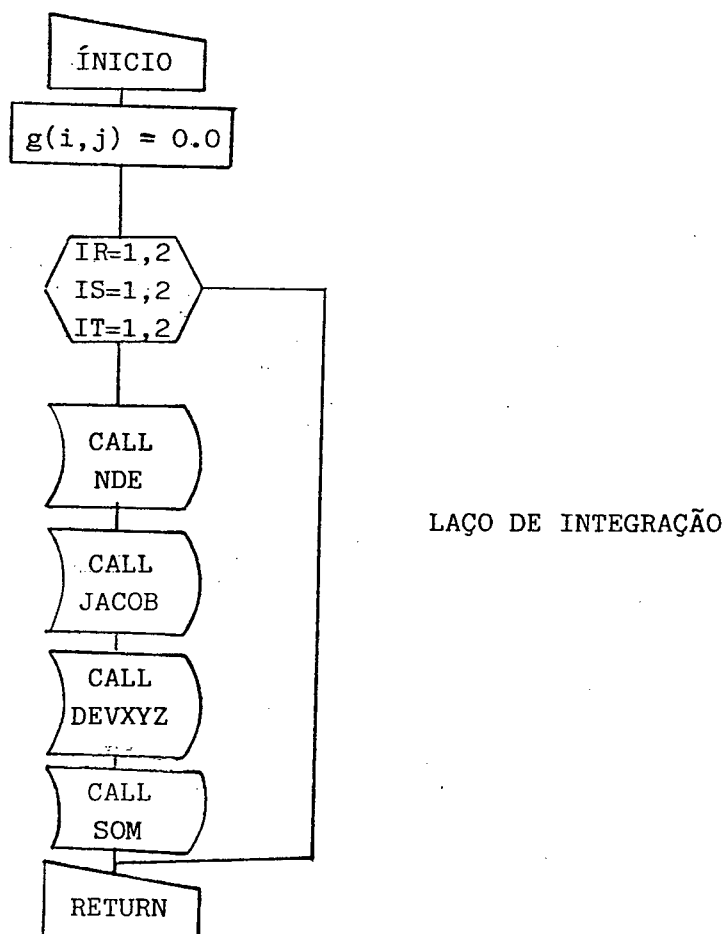 ÍNICIO
g(i,j) = 0.0
IR=1,2
IS=1,2
IT=1,2
CALL
NDE
CALL
JACOB
LAÇO DE INTEGRAÇÃO
CALL
DEVXYZ
CALL
SOM
RETURN